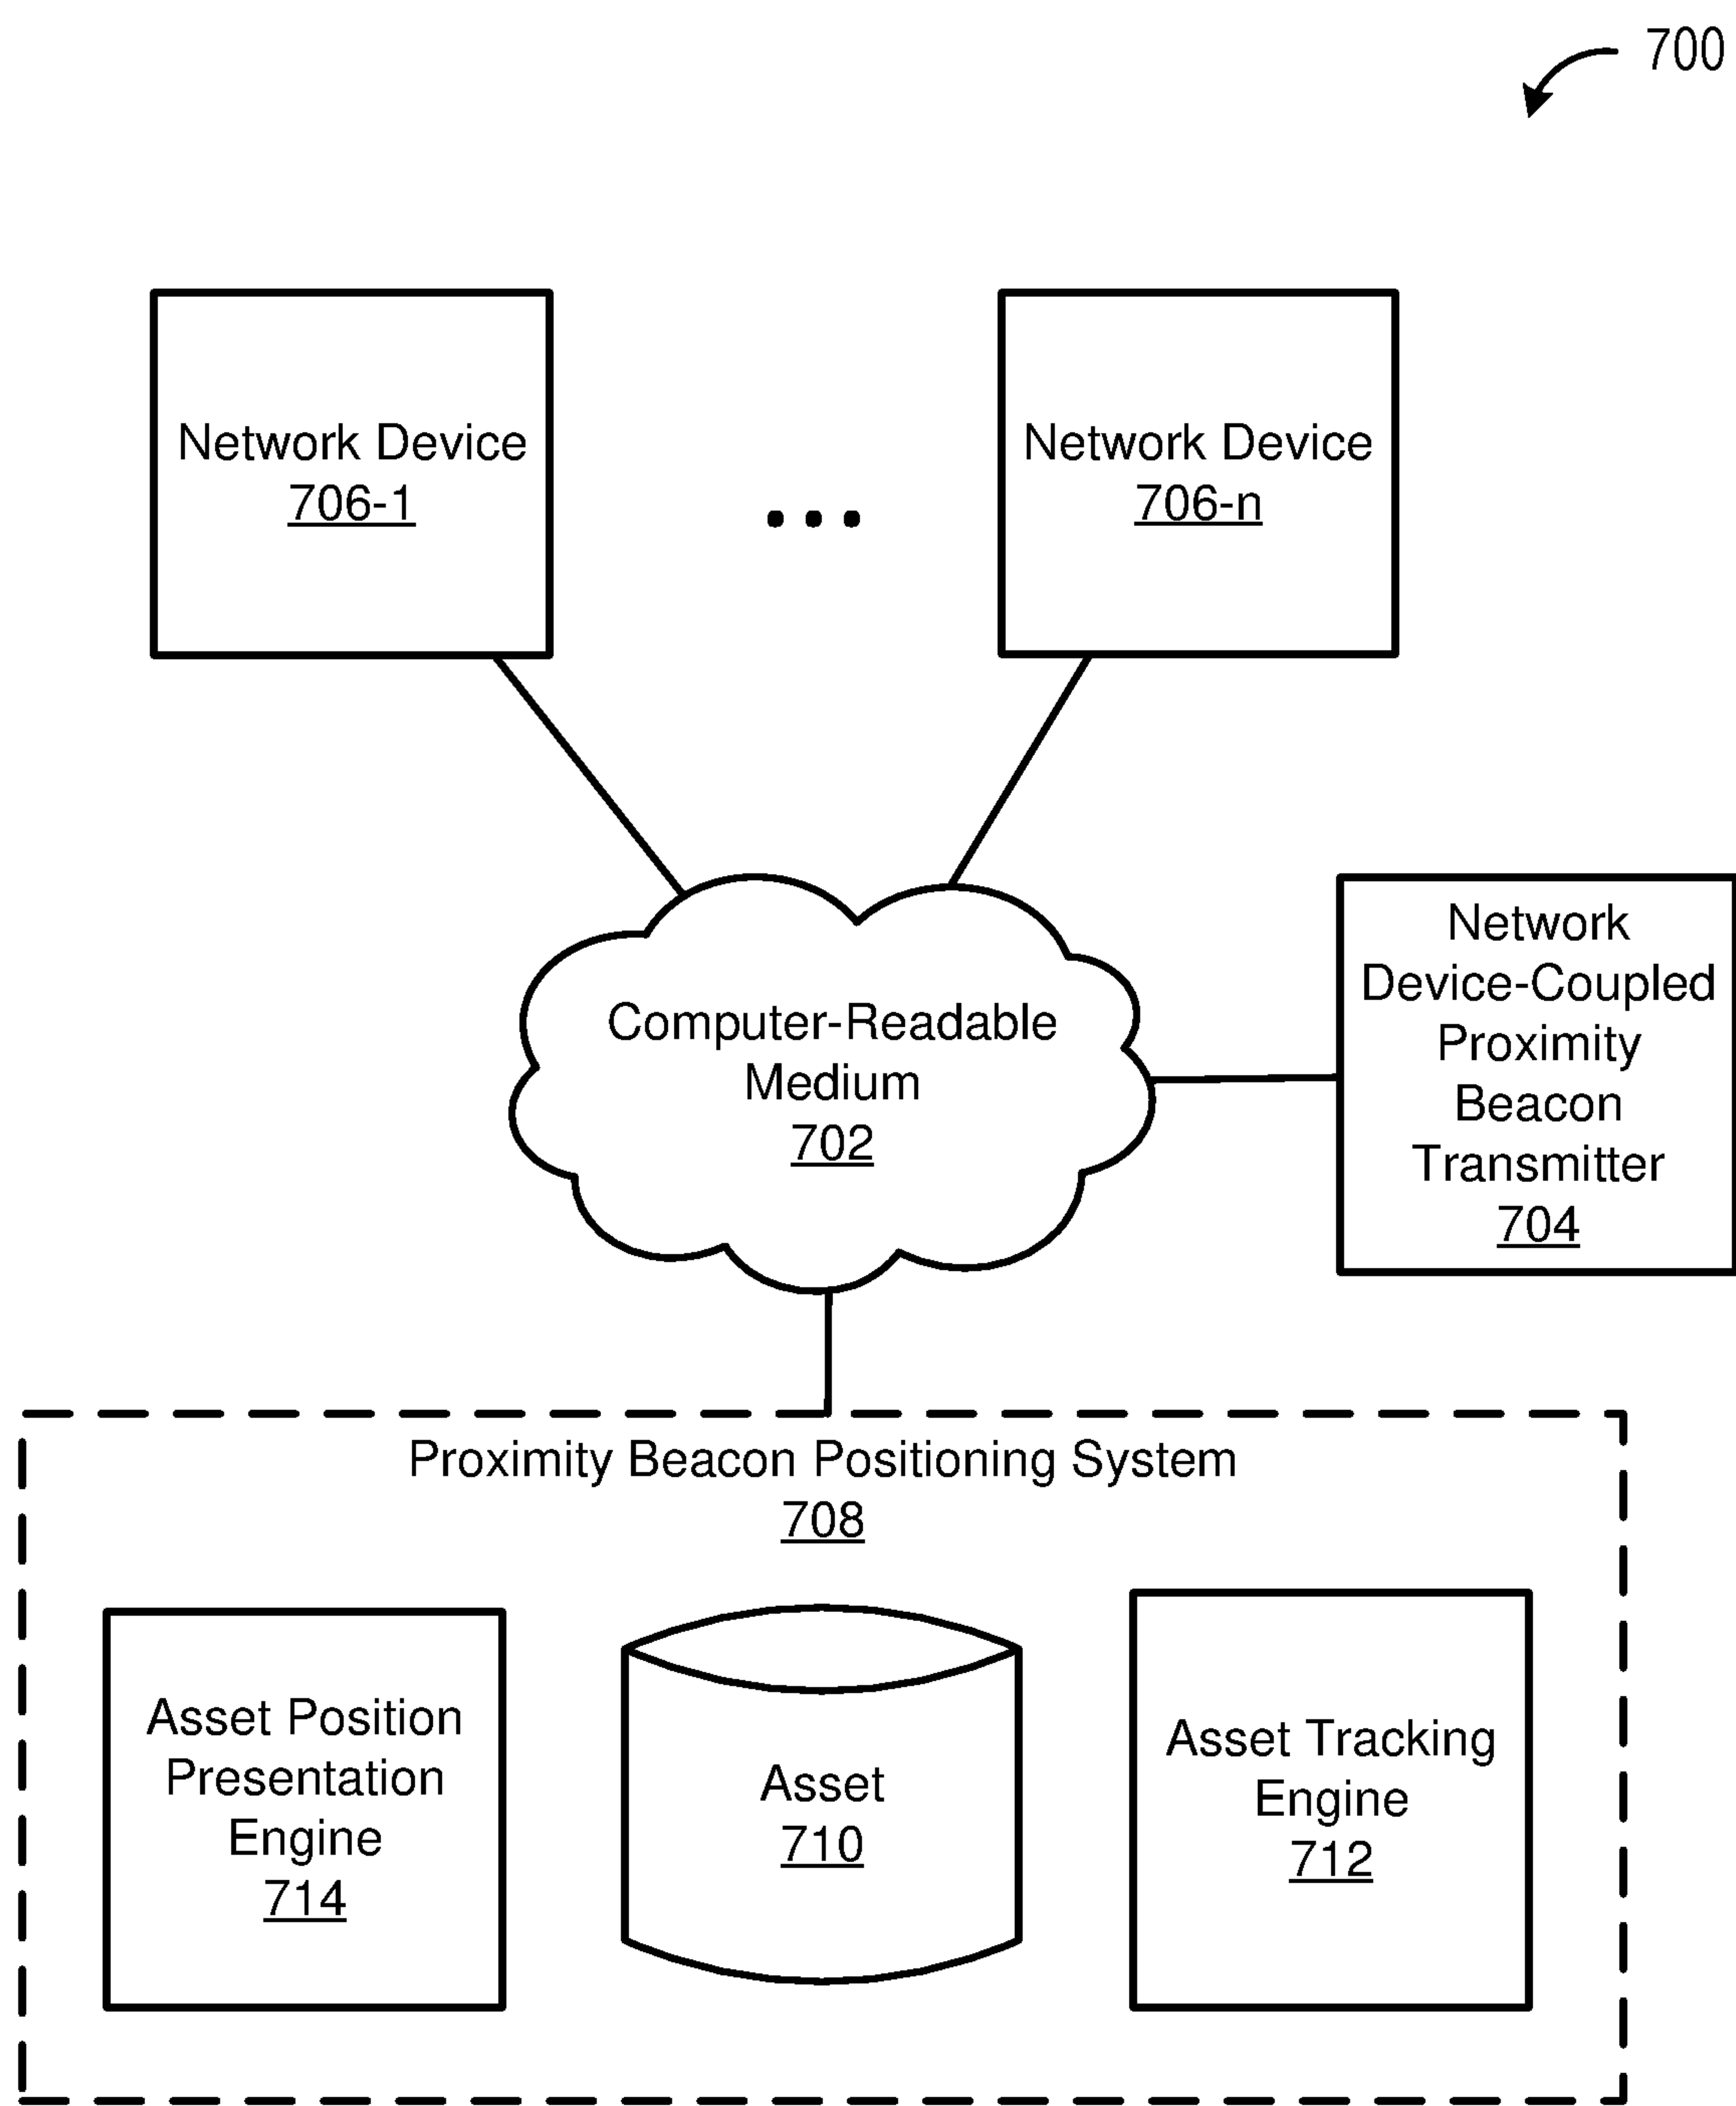 700
Network Device
706-1
...
Network Device
706-n
Computer-Readable
Medium
702
Network
Device-Coupled
Proximity
Beacon
Transmitter
704
Proximity Beacon Positioning System
708
Asset Position
Presentation
Engine
714
Asset
710
Asset Tracking
Engine
712